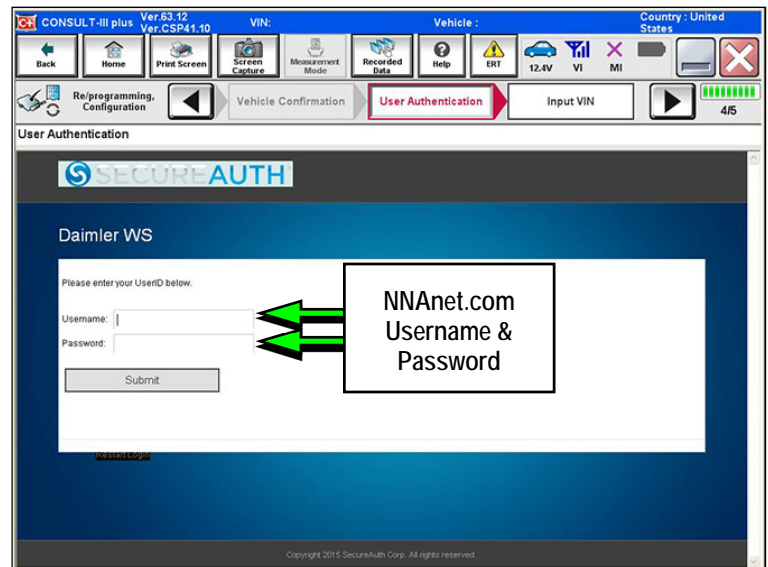 C+ CONSULT-III plus Ver.63.12 VIN: Vehicle : Country : United
Ver.CSP41.10 States
Back Home Print Screen Screen Capture Measurement Mode Recorded Data Help ERT 12.4V VI MI
Re/programming, Configuration Vehicle Confirmation User Authentication Input VIN 4/5
User Authentication
SECUREAUTH
Daimler WS
Please enter your UserID below.
Username:
Password:
Submit
NNAnet.com
Username &
Password
Restart Login
Copyright 2015 SecureAuth Corp. All rights reserved.